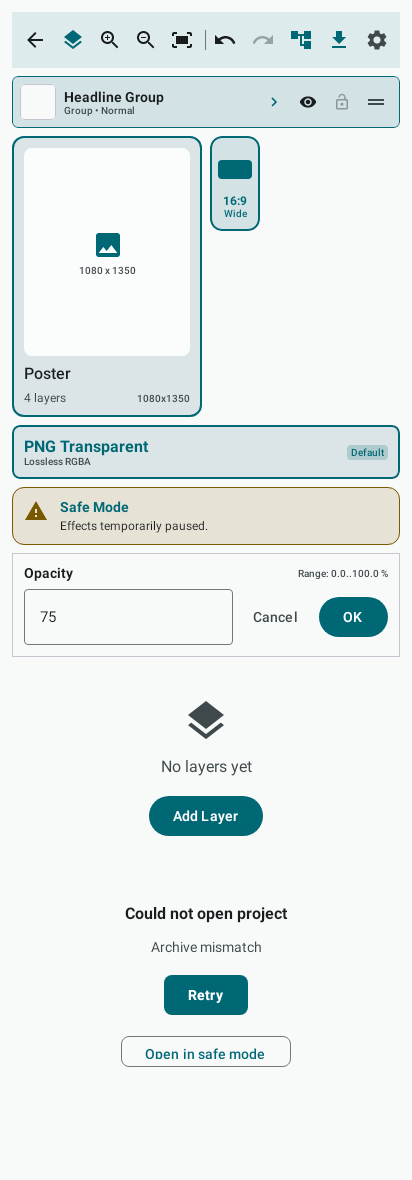 Headline Group
Group • Normal
1080 x 1350
Poster
4 layers
1080x1350
16:9
Wide
PNG Transparent
Lossless RGBA
Default
Safe Mode
Effects temporarily paused.
Opacity
Range: 0.0..100.0 %
75
Cancel
OK
No layers yet
Add Layer
Could not open project
Archive mismatch
Retry
Open in safe mode